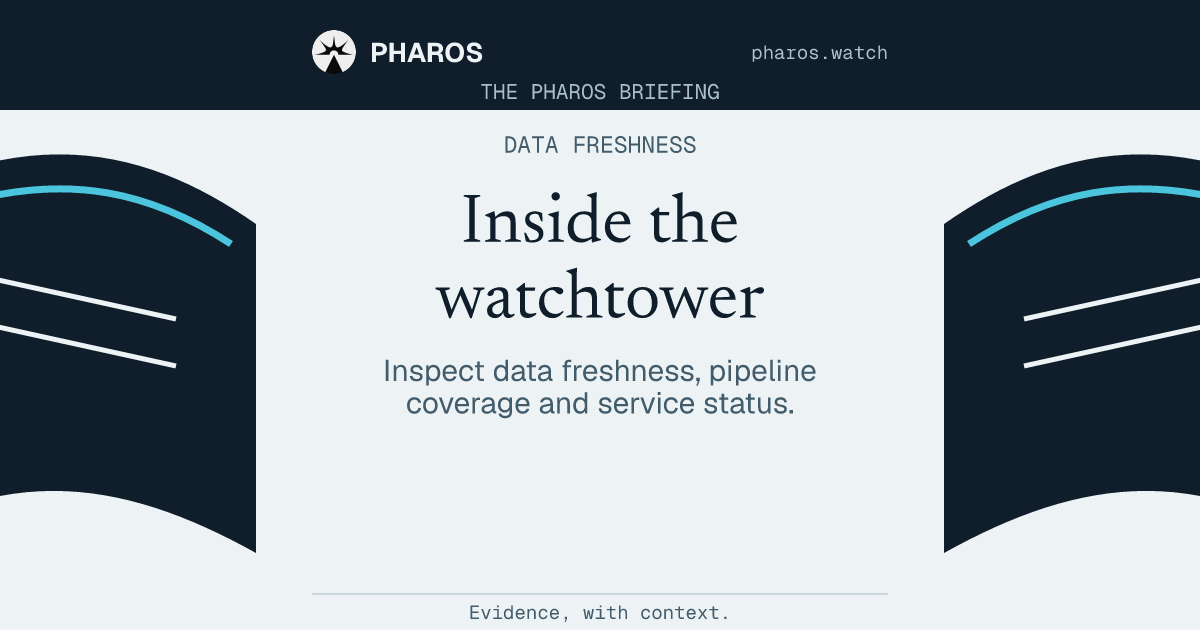 PHAROS
pharos.watch
THE PHAROS BRIEFING
DATA FRESHNESS
Inside the
watchtower
Inspect data freshness, pipeline
coverage and service status.
Evidence, with context.